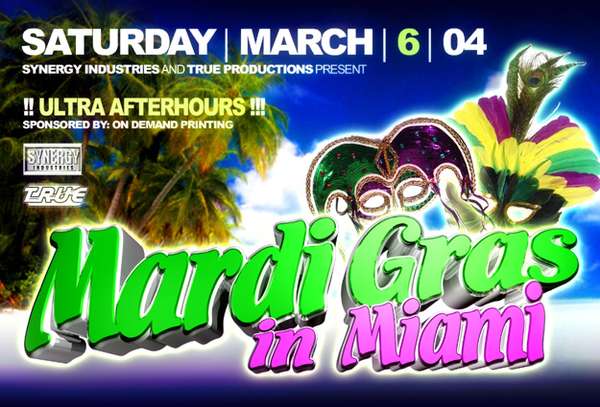 SATURDAY | MARCH | 6 | 04
SYNERGY INDUSTRIES AND TRUE PRODUCTIONS PRESENT
!! ULTRA AFTERHOURS !!!
SPONSORED BY: ON DEMAND PRINTING
SYNERGY
INDUSTRIES
TRUE
Mardi Gras
in Miami